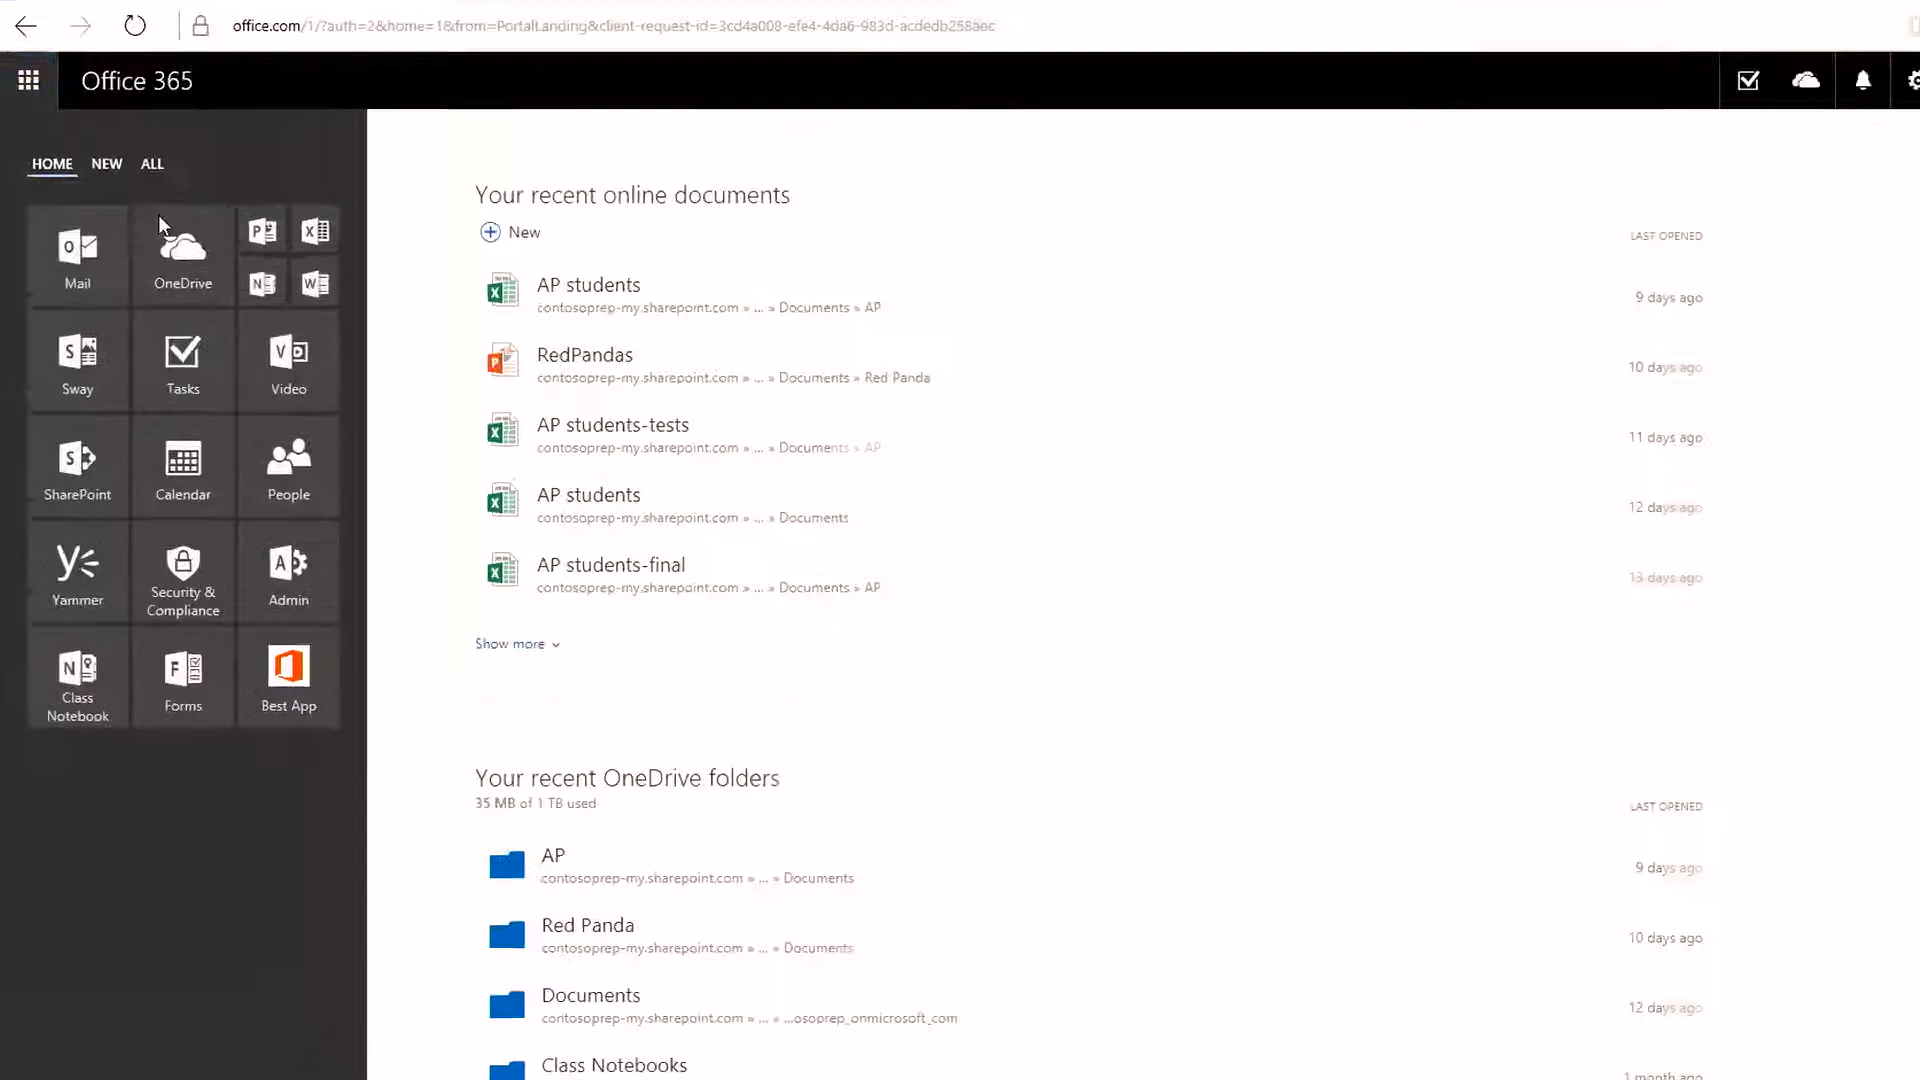 office.com/1/?auth=2&home=1&from=PortalLanding&client-request-id=3cd4a008-efe4-4da6-983d-acdedb258aec
Office 365
HOME NEW ALL
Mail
OneDrive
P
X
N
W
Sway
Tasks
Video
SharePoint
Calendar
People
Yammer
Security &
Compliance
Admin
Class
Notebook
Forms
Best App
Your recent online documents
New
LAST OPENED
AP students
contosoprep-my.sharepoint.com » ... » Documents » AP
9 days ago
RedPandas
contosoprep-my.sharepoint.com » ... » Documents » Red Panda
10 days ago
AP students-tests
contosoprep-my.sharepoint.com » ... » Documents » AP
11 days ago
AP students
contosoprep-my.sharepoint.com » ... » Documents
12 days ago
AP students-final
contosoprep-my.sharepoint.com » ... » Documents » AP
13 days ago
Show more
Your recent OneDrive folders
35 MB of 1 TB used
LAST OPENED
AP
contosoprep-my.sharepoint.com » ... » Documents
9 days ago
Red Panda
contosoprep-my.sharepoint.com » ... » Documents
10 days ago
Documents
contosoprep-my.sharepoint.com » ... » ...osoprep_onmicrosoft_com
12 days ago
Class Notebooks
1 month ago